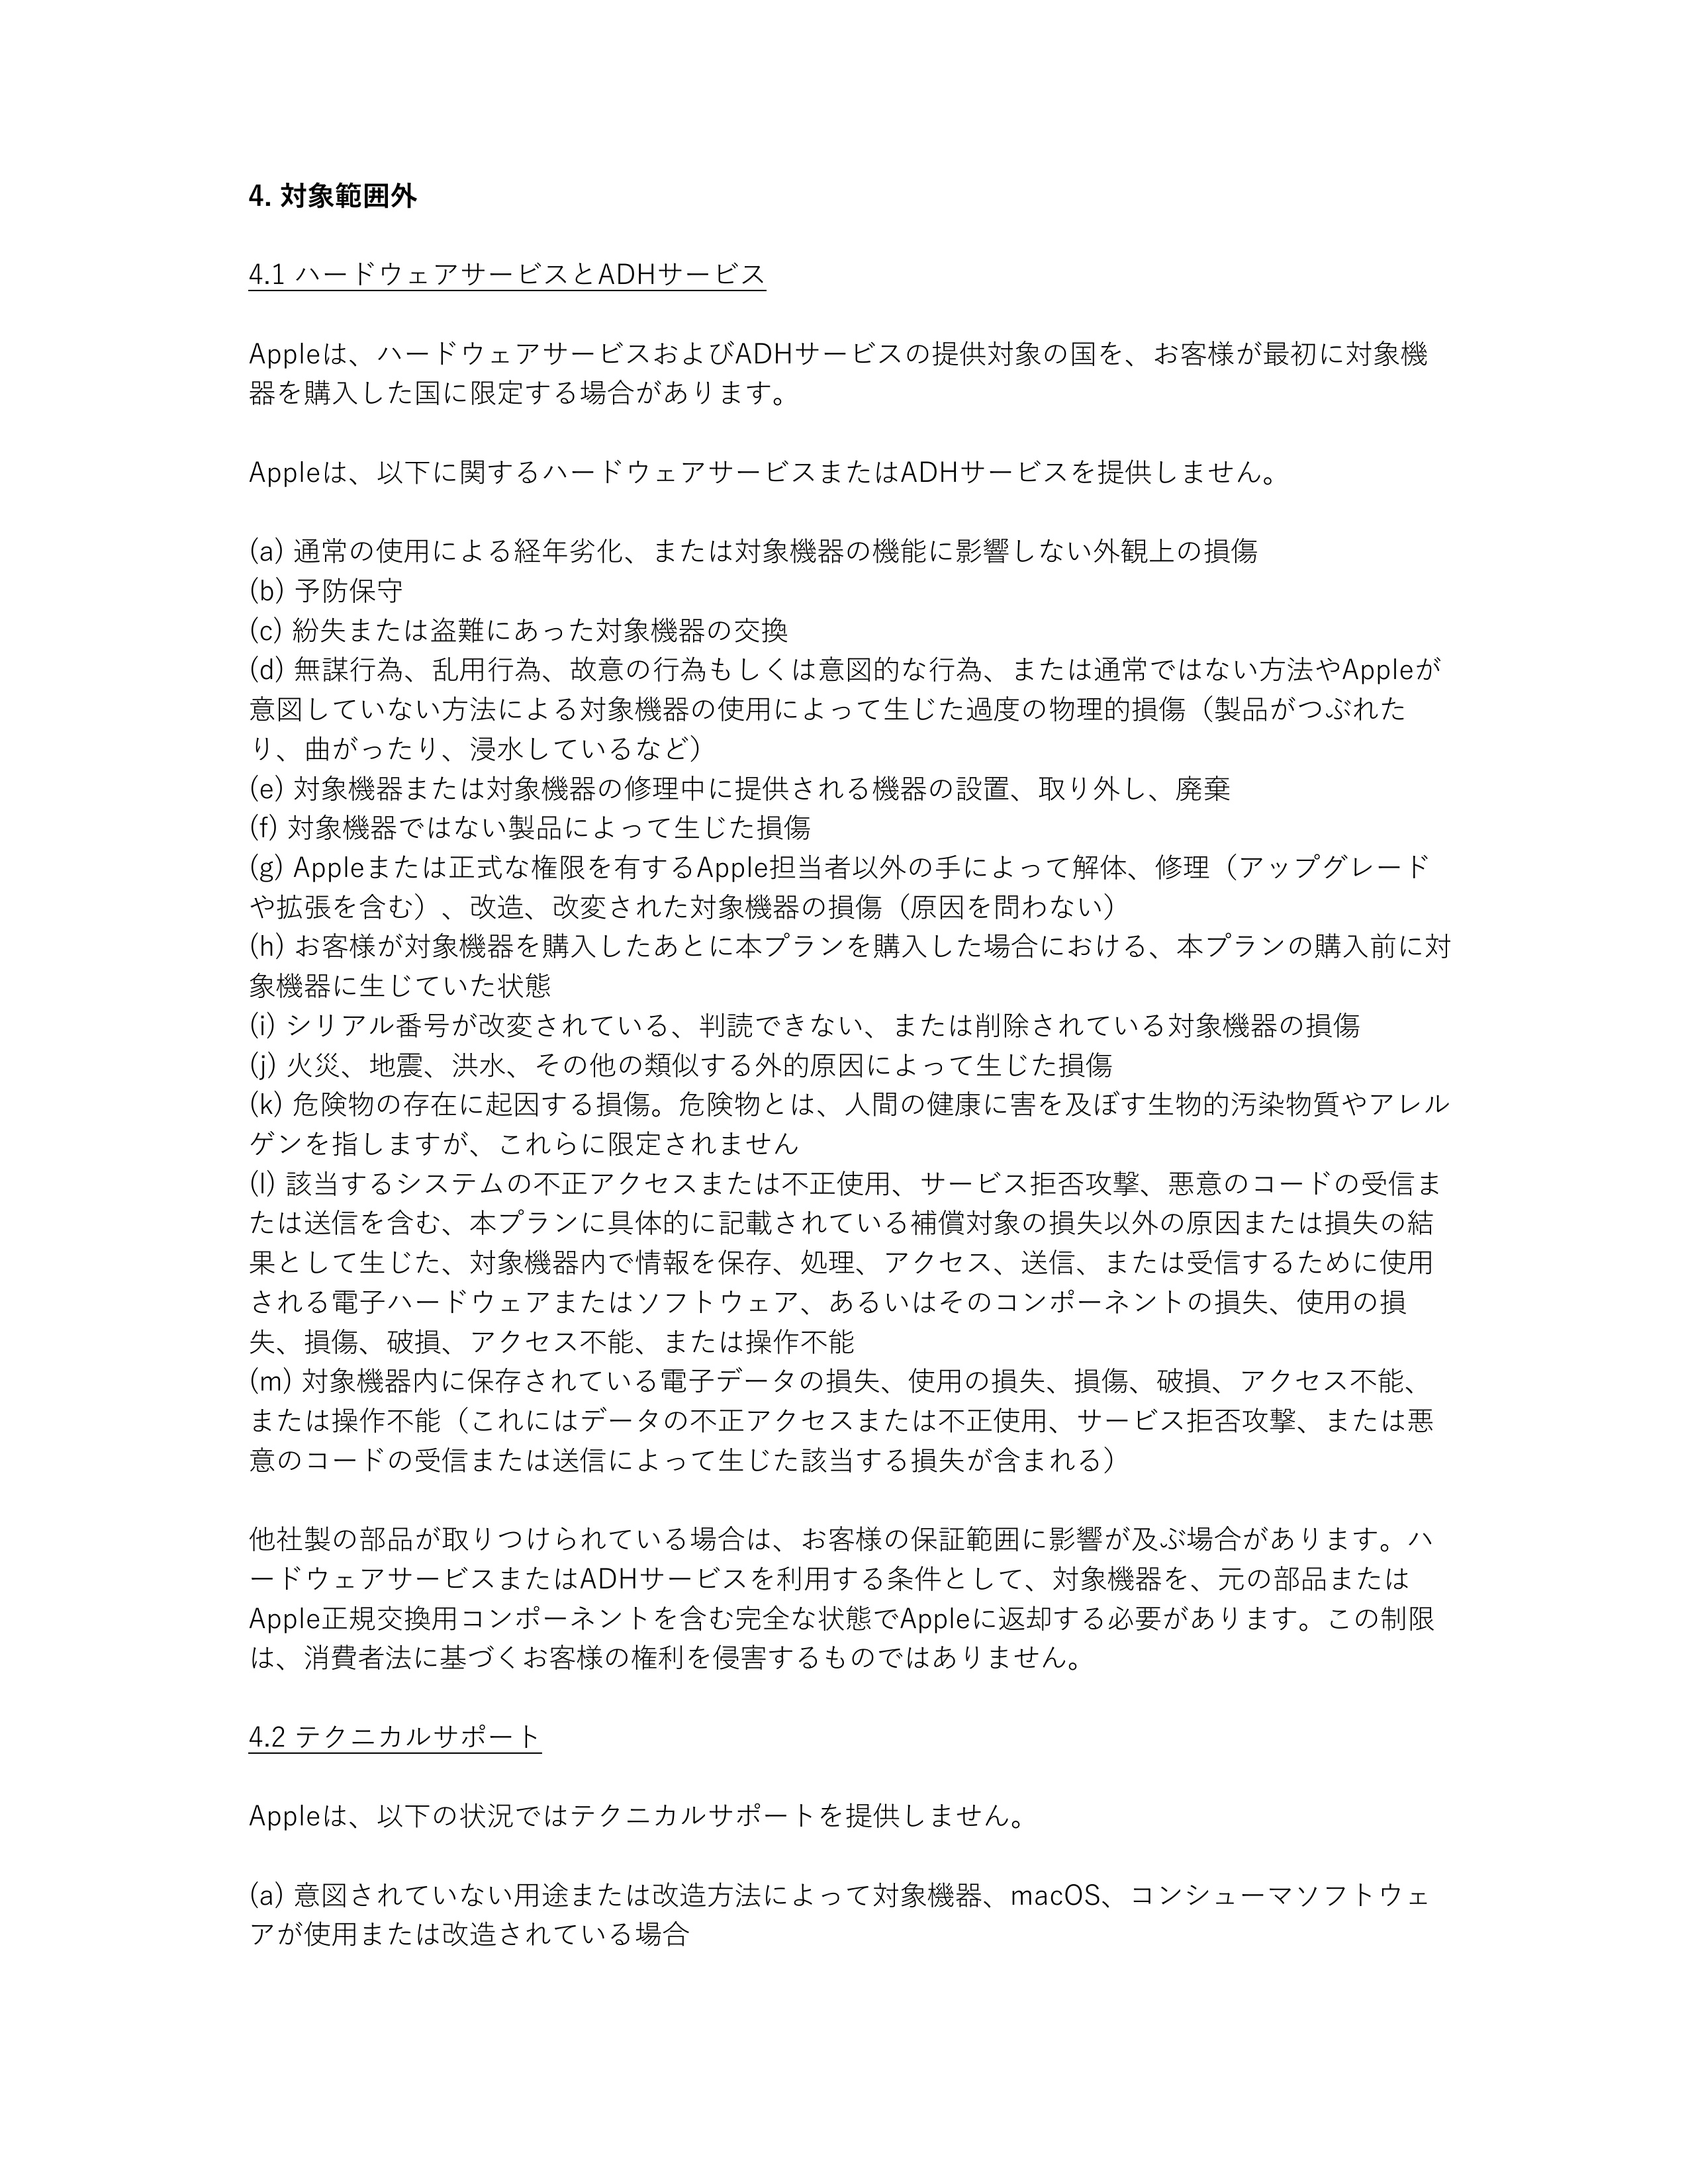 4. 対象範囲外
4.1 ハードウェアサービスとADHサービス
Appleは、ハードウェアサービスおよびADHサービスの提供対象の国を、お客様が最初に対象機
器を購入した国に限定する場合があります。
Appleは、以下に関するハードウェアサービスまたはADHサービスを提供しません。
(a) 通常の使用による経年劣化、または対象機器の機能に影響しない外観上の損傷
(b) 予防保守
(c) 紛失または盗難にあった対象機器の交換
(d) 無謀行為、乱用行為、故意の行為もしくは意図的な行為、または通常ではない方法やAppleが
意図していない方法による対象機器の使用によって生じた過度の物理的損傷（製品がつぶれた
り、曲がったり、浸水しているなど）
(e) 対象機器または対象機器の修理中に提供される機器の設置、取り外し、廃棄
(f) 対象機器ではない製品によって生じた損傷
(g) Appleまたは正式な権限を有するApple担当者以外の手によって解体、修理（アップグレード
や拡張を含む）、改造、改変された対象機器の損傷（原因を問わない）
(h) お客様が対象機器を購入したあとに本プランを購入した場合における、本プランの購入前に対
象機器に生じていた状態
(i) シリアル番号が改変されている、判読できない、または削除されている対象機器の損傷
(j) 火災、地震、洪水、その他の類似する外的原因によって生じた損傷
(k) 危険物の存在に起因する損傷。危険物とは、人間の健康に害を及ぼす生物的汚染物質やアレル
ゲンを指しますが、これらに限定されません
(l) 該当するシステムの不正アクセスまたは不正使用、サービス拒否攻撃、悪意のコードの受信ま
たは送信を含む、本プランに具体的に記載されている補償対象の損失以外の原因または損失の結
果として生じた、対象機器内で情報を保存、処理、アクセス、送信、または受信するために使用
される電子ハードウェアまたはソフトウェア、あるいはそのコンポーネントの損失、使用の損
失、損傷、破損、アクセス不能、または操作不能
(m) 対象機器内に保存されている電子データの損失、使用の損失、損傷、破損、アクセス不能、
または操作不能（これにはデータの不正アクセスまたは不正使用、サービス拒否攻撃、または悪
意のコードの受信または送信によって生じた該当する損失が含まれる）
他社製の部品が取りつけられている場合は、お客様の保証範囲に影響が及ぶ場合があります。ハ
ードウェアサービスまたはADHサービスを利用する条件として、対象機器を、元の部品または
Apple正規交換用コンポーネントを含む完全な状態でAppleに返却する必要があります。この制限
は、消費者法に基づくお客様の権利を侵害するものではありません。
4.2 テクニカルサポート
Appleは、以下の状況ではテクニカルサポートを提供しません。
(a) 意図されていない用途または改造方法によって対象機器、macOS、コンシューマソフトウェ
アが使用または改造されている場合